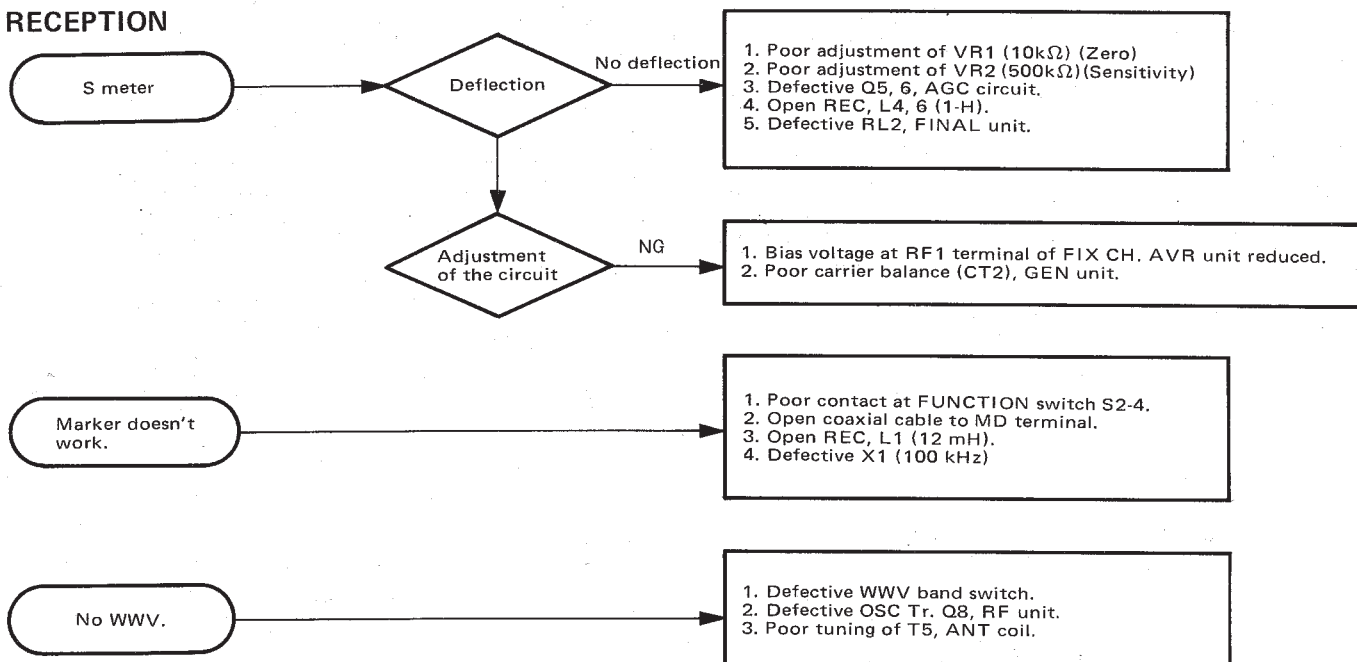 RECEPTION
S meter
Deflection
No deflection
1. Poor adjustment of VR1 (10kΩ) (Zero)
2. Poor adjustment of VR2 (500kΩ) (Sensitivity)
3. Defective Q5, 6, AGC circuit.
4. Open REC, L4, 6 (1-H).
5. Defective RL2, FINAL unit.
Adjustment
of the circuit
NG
1. Bias voltage at RF1 terminal of FIX CH. AVR unit reduced.
2. Poor carrier balance (CT2), GEN unit.
Marker doesn't
work.
1. Poor contact at FUNCTION switch S2-4.
2. Open coaxial cable to MD terminal.
3. Open REC, L1 (12 mH).
4. Defective X1 (100 kHz)
No WWV.
1. Defective WWV band switch.
2. Defective OSC Tr. Q8, RF unit.
3. Poor tuning of T5, ANT coil.